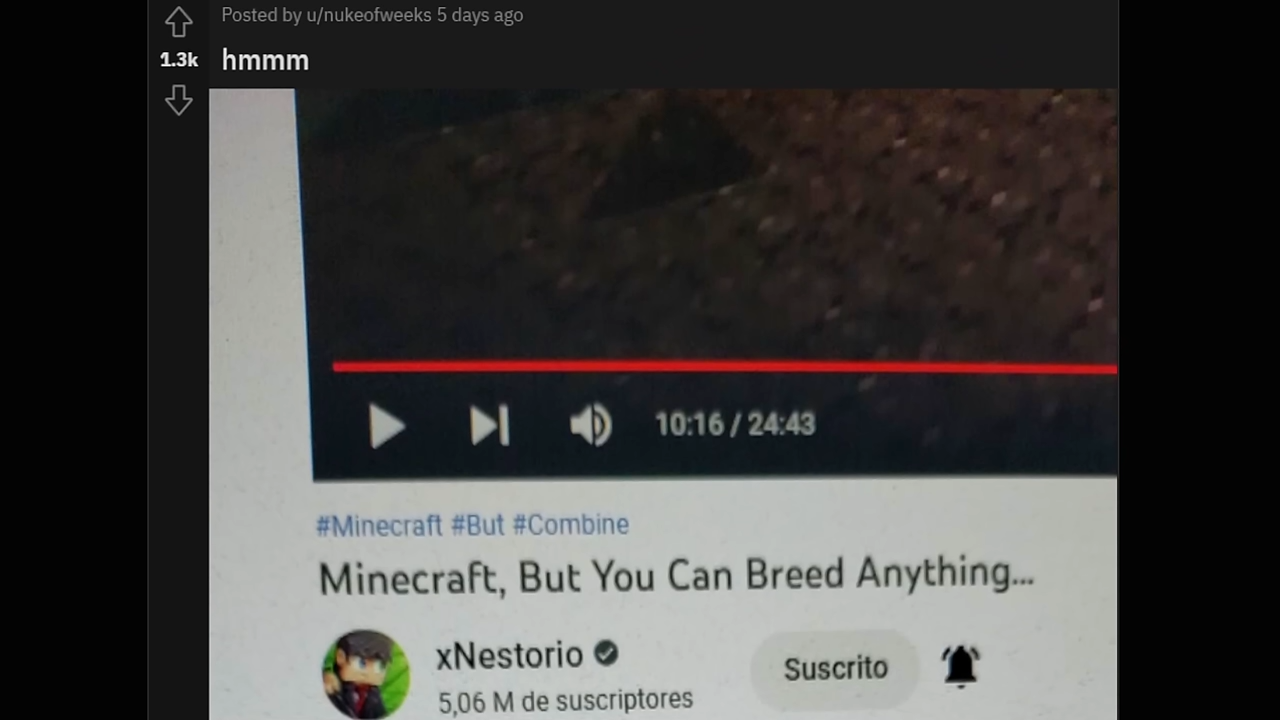 Posted by u/nukeofweeks 5 days ago
1.3k
hmmm
10:16 / 24:43
#Minecraft #But #Combine
Minecraft, But You Can Breed Anything...
xNestorio
Suscrito
5,06 M de suscriptores